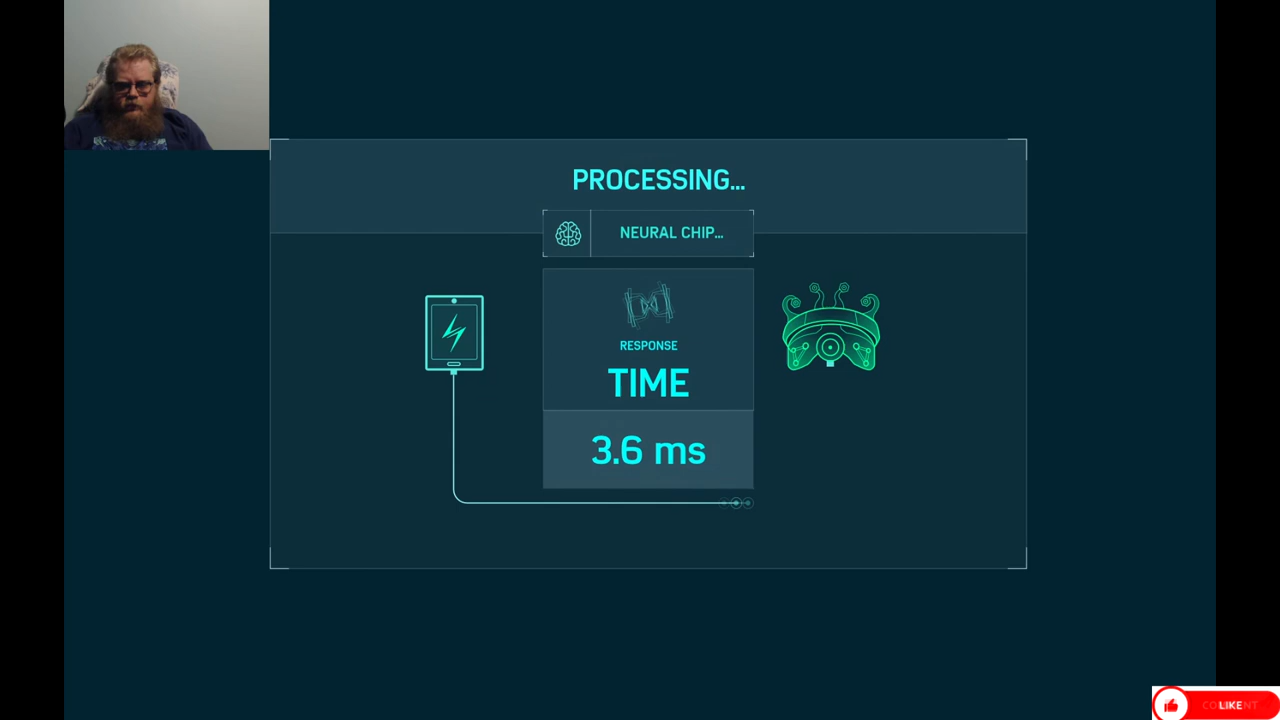 PROCESSING...
NEURAL CHIP...
RESPONSE
TIME
3.6 ms
LIKE